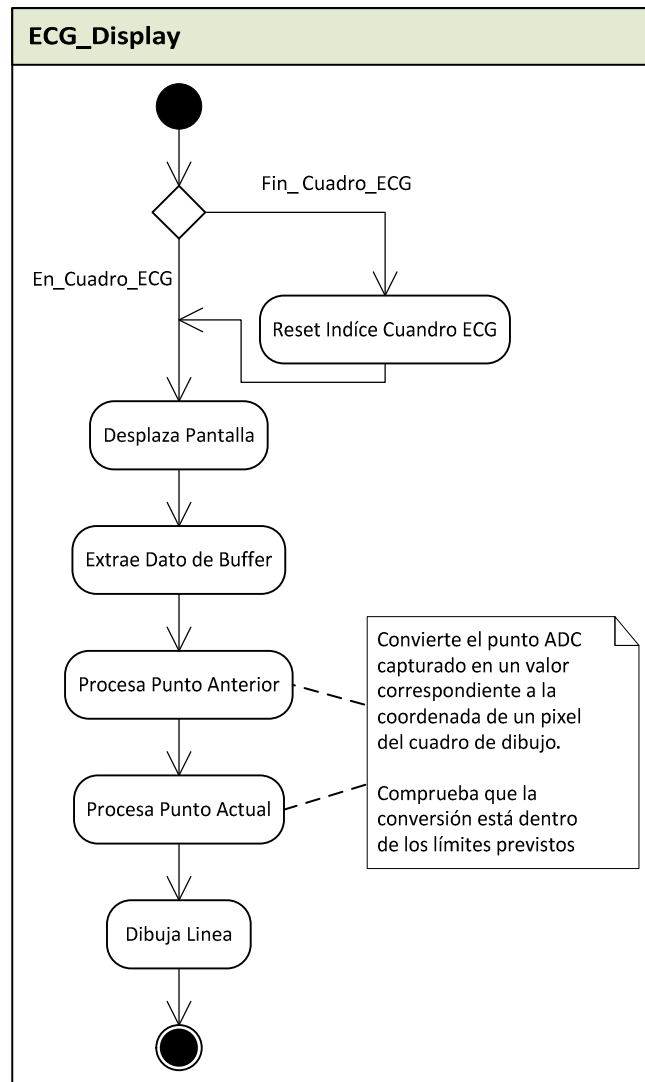 ECG_Display
Fin_ Cuadro_ECG
En_Cuadro_ECG
Reset Indíce Cuandro ECG
Desplaza Pantalla
Extrae Dato de Buffer
Procesa Punto Anterior
Convierte el punto ADC
capturado en un valor
correspondiente a la
coordenada de un pixel
del cuadro de dibujo.
Comprueba que la
conversión está dentro
de los límites previstos
Procesa Punto Actual
Dibuja Linea